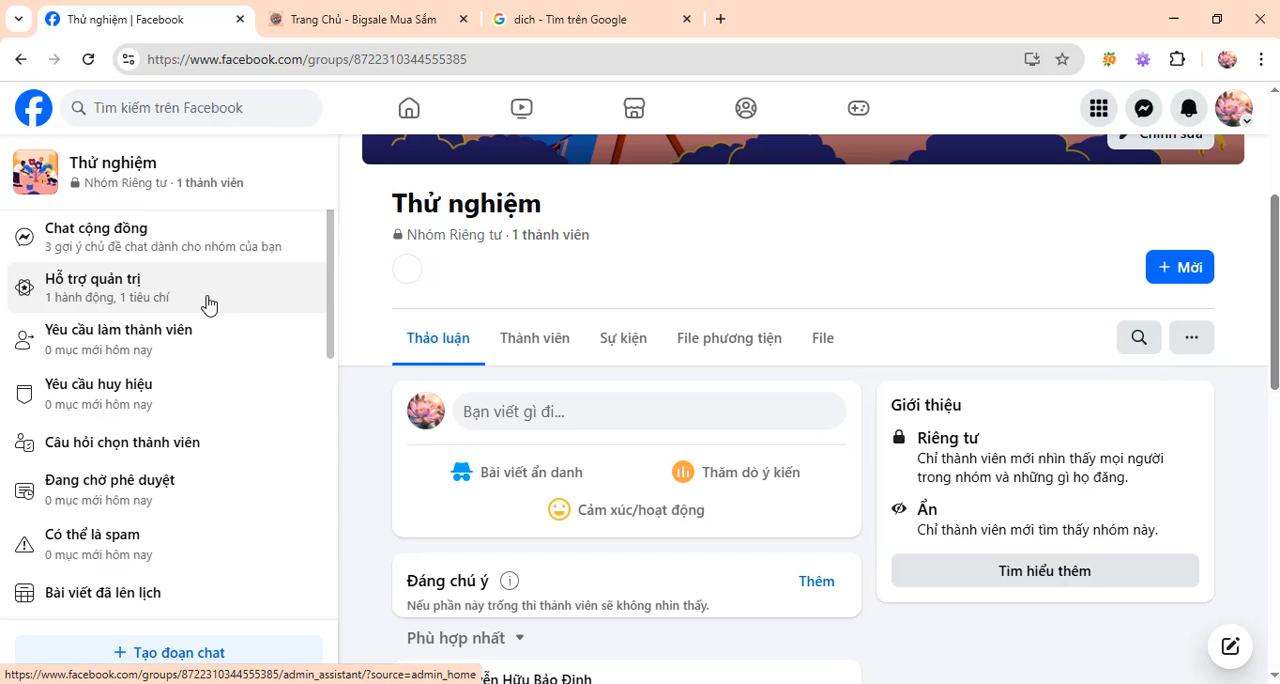 Thử nghiệm | Facebook
Trang Chủ - Bigsale Mua Sắm
dich - Tìm trên Google
https://www.facebook.com/groups/8722310344555385
Tìm kiếm trên Facebook
Thử nghiệm
Nhóm Riêng tư · 1 thành viên
Chat cộng đồng
3 gợi ý chủ đề chat dành cho nhóm của bạn
Hỗ trợ quản trị
1 hành động, 1 tiêu chí
Yêu cầu làm thành viên
0 mục mới hôm nay
Yêu cầu huy hiệu
0 mục mới hôm nay
Câu hỏi chọn thành viên
Đang chờ phê duyệt
0 mục mới hôm nay
Có thể là spam
0 mục mới hôm nay
Bài viết đã lên lịch
+ Tạo đoạn chat
https://www.facebook.com/groups/8722310344555385/admin_assistant/?source=admin_home
Chỉnh sửa
Thử nghiệm
Nhóm Riêng tư · 1 thành viên
+ Mời
Thảo luận
Thành viên
Sự kiện
File phương tiện
File
Bạn viết gì đi...
Bài viết ẩn danh
Thăm dò ý kiến
Cảm xúc/hoạt động
Đáng chú ý
Thêm
Nếu phần này trống thì thành viên sẽ không nhìn thấy.
Phù hợp nhất
Hữu Bảo Định
Giới thiệu
Riêng tư
Chỉ thành viên mới nhìn thấy mọi người
trong nhóm và những gì họ đăng.
Ẩn
Chỉ thành viên mới tìm thấy nhóm này.
Tìm hiểu thêm